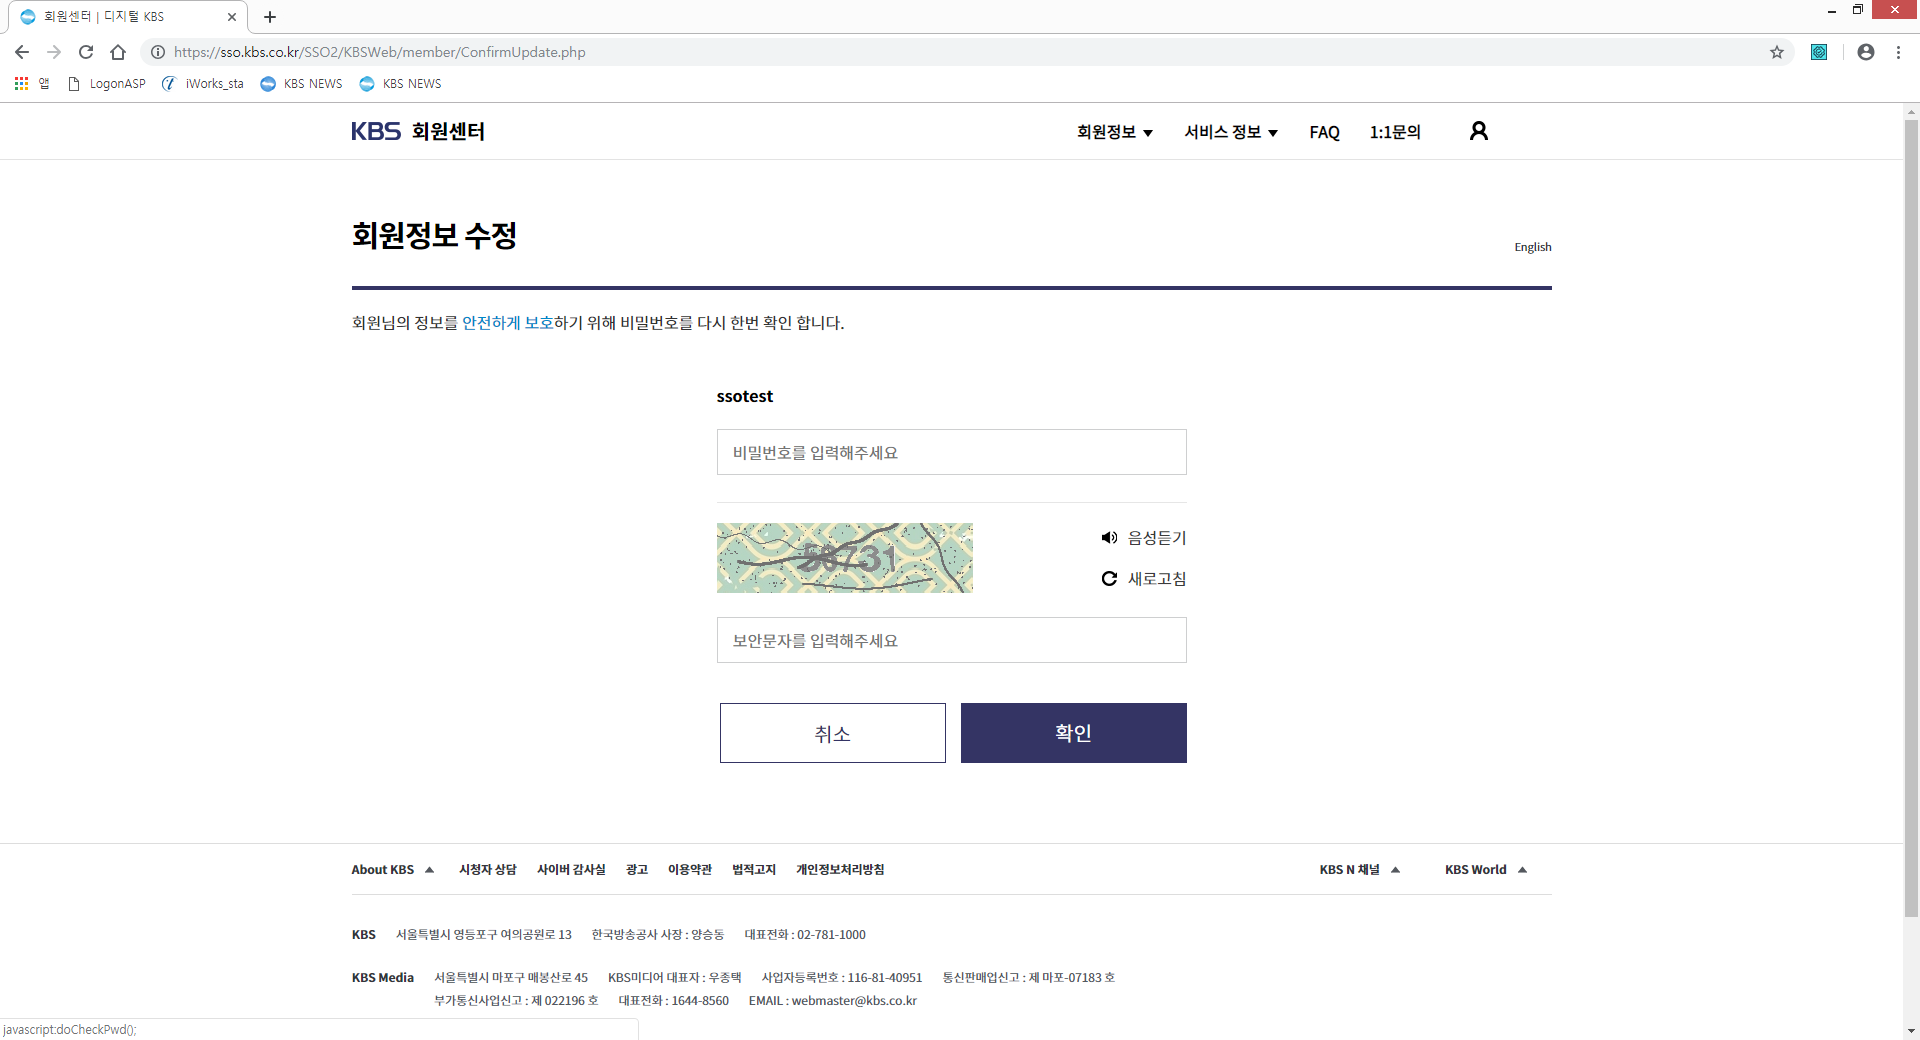 회원센터 | 디지털 KBS
https://sso.kbs.co.kr/SSO2/KBSWeb/member/ConfirmUpdate.php
앱 LogonASP iWorks_sta KBS NEWS KBS NEWS
KBS 회원센터 회원정보 서비스 정보 FAQ 1:1문의
회원정보 수정
English
회원님의 정보를 안전하게 보호하기 위해 비밀번호를 다시 한번 확인 합니다.
ssotest
비밀번호를 입력해주세요
음성듣기
새로고침
보안문자를 입력해주세요
취소 확인
About KBS 시청자 상담 사이버 감사실 광고 이용약관 법적고지 개인정보처리방침 KBS N 채널 KBS World
KBS 서울특별시 영등포구 여의공원로 13 한국방송공사 사장 : 양승동 대표전화 : 02-781-1000
KBS Media 서울특별시 마포구 매봉산로 45 KBS미디어 대표자 : 우종택 사업자등록번호 : 116-81-40951 통신판매업신고 : 제 마포-07183 호
부가통신사업신고 : 제 022196 호 대표전화 : 1644-8560 EMAIL : webmaster@kbs.co.kr
javascript:doCheckPwd();